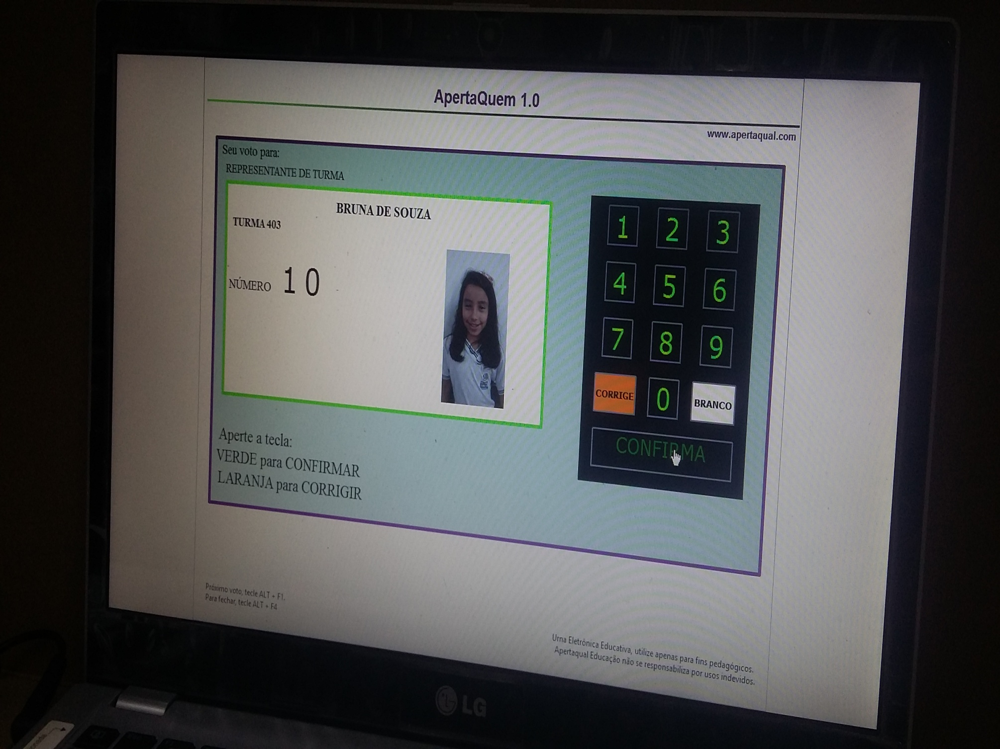 ApertaQuem 1.0
www.apertaqual.com
Seu voto para:
REPRESENTANTE DE TURMA
BRUNA DE SOUZA
TURMA 403
NÚMERO 10
1 2 3
4 5 6
7 8 9
CORRIGE 0 BRANCO
CONFIRMA
Aperte a tecla:
VERDE para CONFIRMAR
LARANJA para CORRIGIR
Próximo voto, tecle ALT + F1.
Para fechar, tecle ALT + F4
Urna Eletrônica Educativa, utilize apenas para fins pedagógicos.
Apertaqual Educação não se responsabiliza por usos indevidos.
LG